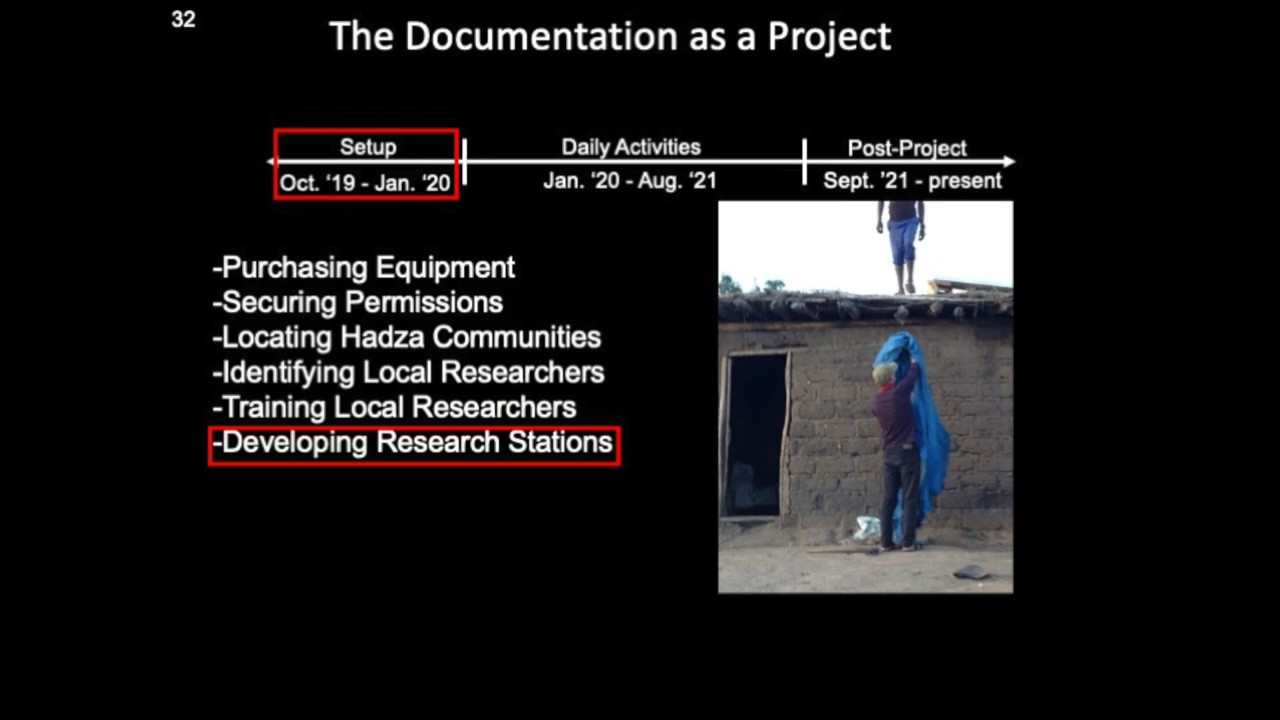 32
The Documentation as a Project
Setup
Daily Activities
Post-Project
Oct. ‘19 - Jan. ‘20
Jan. ‘20 - Aug. ‘21
Sept. ’21 - present
-Purchasing Equipment
-Securing Permissions
-Locating Hadza Communities
-Identifying Local Researchers
-Training Local Researchers
-Developing Research Stations